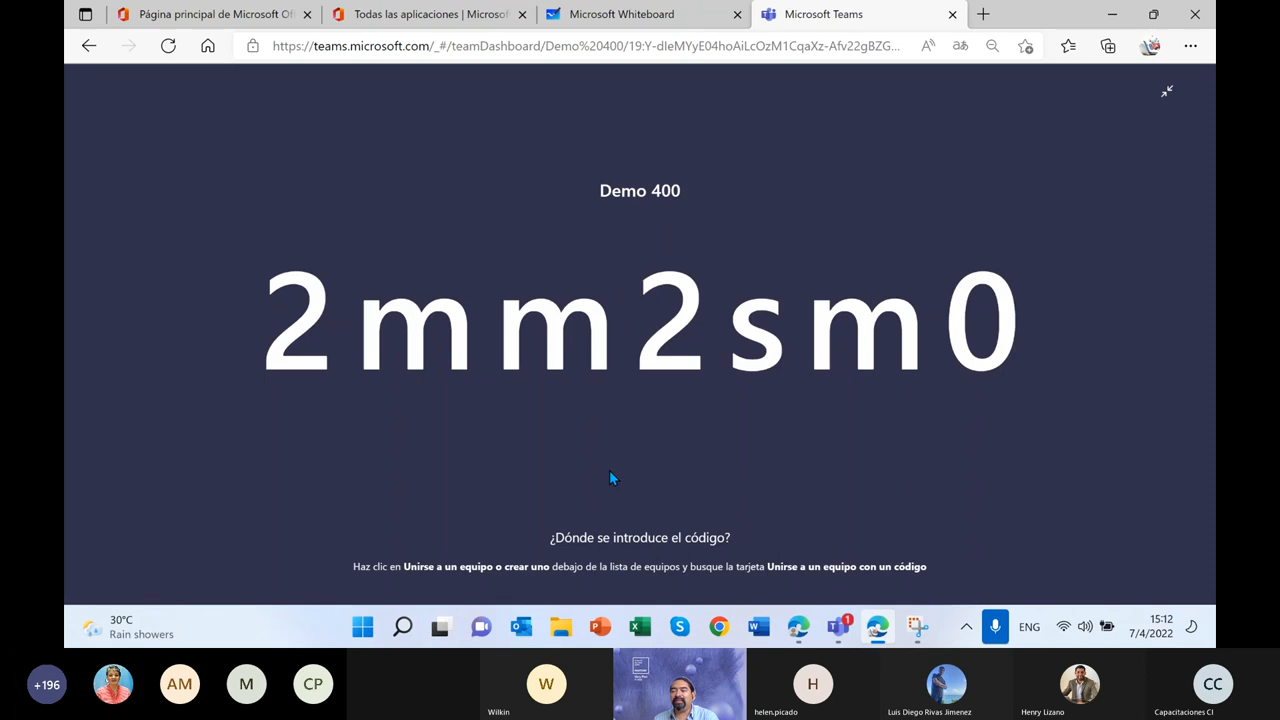 Página principal de Microsoft Of
Todas las aplicaciones | Microsof
Microsoft Whiteboard
Microsoft Teams
https://teams.microsoft.com/_#/teamDashboard/Demo%20400/19:Y-dIeMYyE04hoAiLcOzM1CqaXz-Afv22gBZG...
Demo 400
2mm2sm0
¿Dónde se introduce el código?
Haz clic en Unirse a un equipo o crear uno debajo de la lista de equipos y busque la tarjeta Unirse a un equipo con un código
30°C
Rain showers
1
ENG
15:12
7/4/2022
+196
AM
M
CP
W
Wilkin
H
helen.picado
Luis Diego Rivas Jimenez
Henry Lizano
CC
Capacitaciones CI